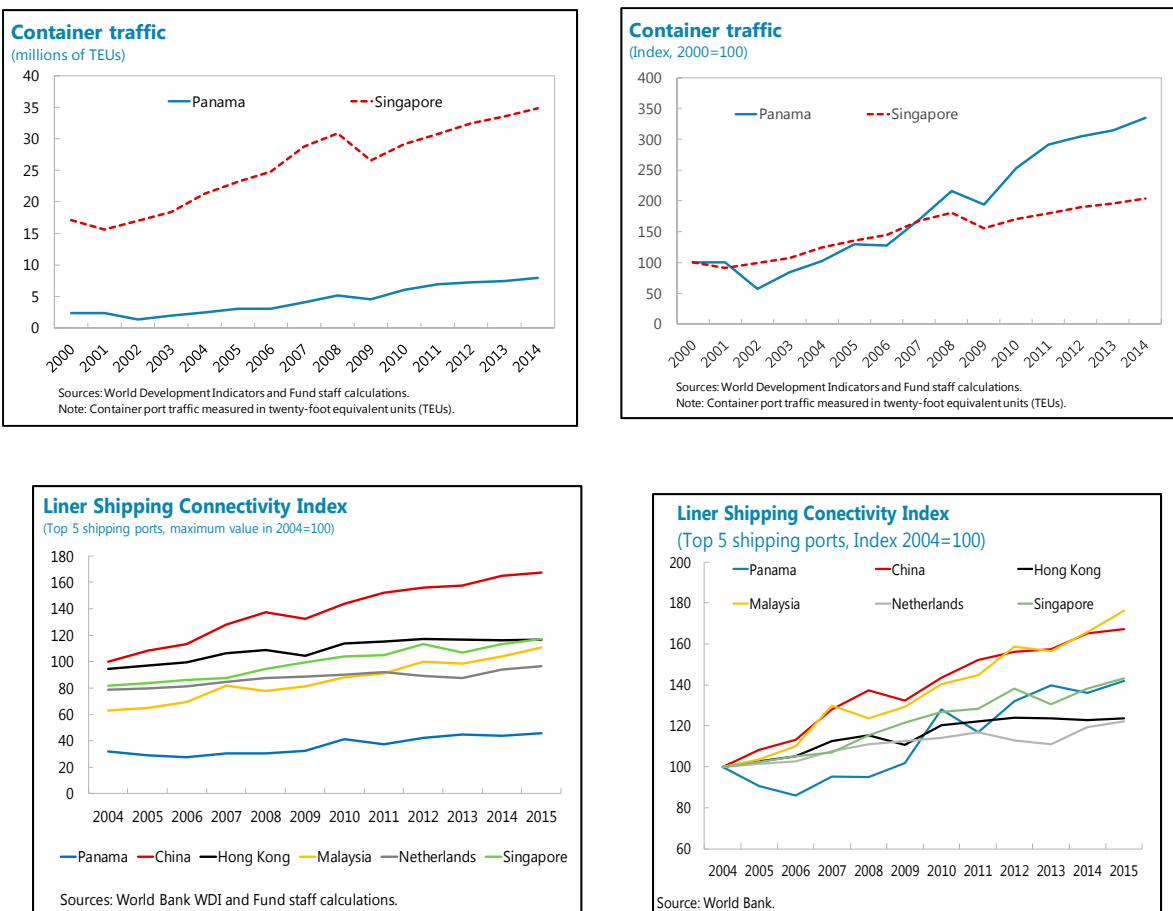 Container traffic
(millions of TEUs)
40
35
30
25
20
15
10
5
0
Panama
Singapore
2000 2001 2002 2003 2004 2005 2006 2007 2008 2009 2010 2011 2012 2013 2014
Sources: World Development Indicators and Fund staff calculations.
Note: Container port traffic measured in twenty-foot equivalent units (TEUs).
Container traffic
(Index, 2000=100)
400
350
300
250
200
150
100
50
0
Panama
Singapore
2000 2001 2002 2003 2004 2005 2006 2007 2008 2009 2010 2011 2012 2013 2014
Sources: World Development Indicators and Fund staff calculations.
Note: Container port traffic measured in twenty-foot equivalent units (TEUs).
Liner Shipping Connectivity Index
(Top 5 shipping ports, maximum value in 2004=100)
180
160
140
120
100
80
60
40
20
0
2004 2005 2006 2007 2008 2009 2010 2011 2012 2013 2014 2015
Panama China Hong Kong Malaysia Netherlands Singapore
Sources: World Bank WDI and Fund staff calculations.
Liner Shipping Conectivity Index
(Top 5 shipping ports, Index 2004=100)
200
180
160
140
120
100
80
60
Panama China Hong Kong
Malaysia Netherlands Singapore
2004 2005 2006 2007 2008 2009 2010 2011 2012 2013 2014 2015
Source: World Bank.